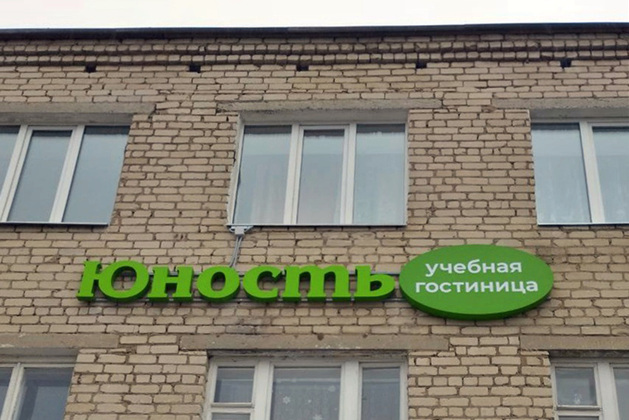 Юность
учебная
гостиница